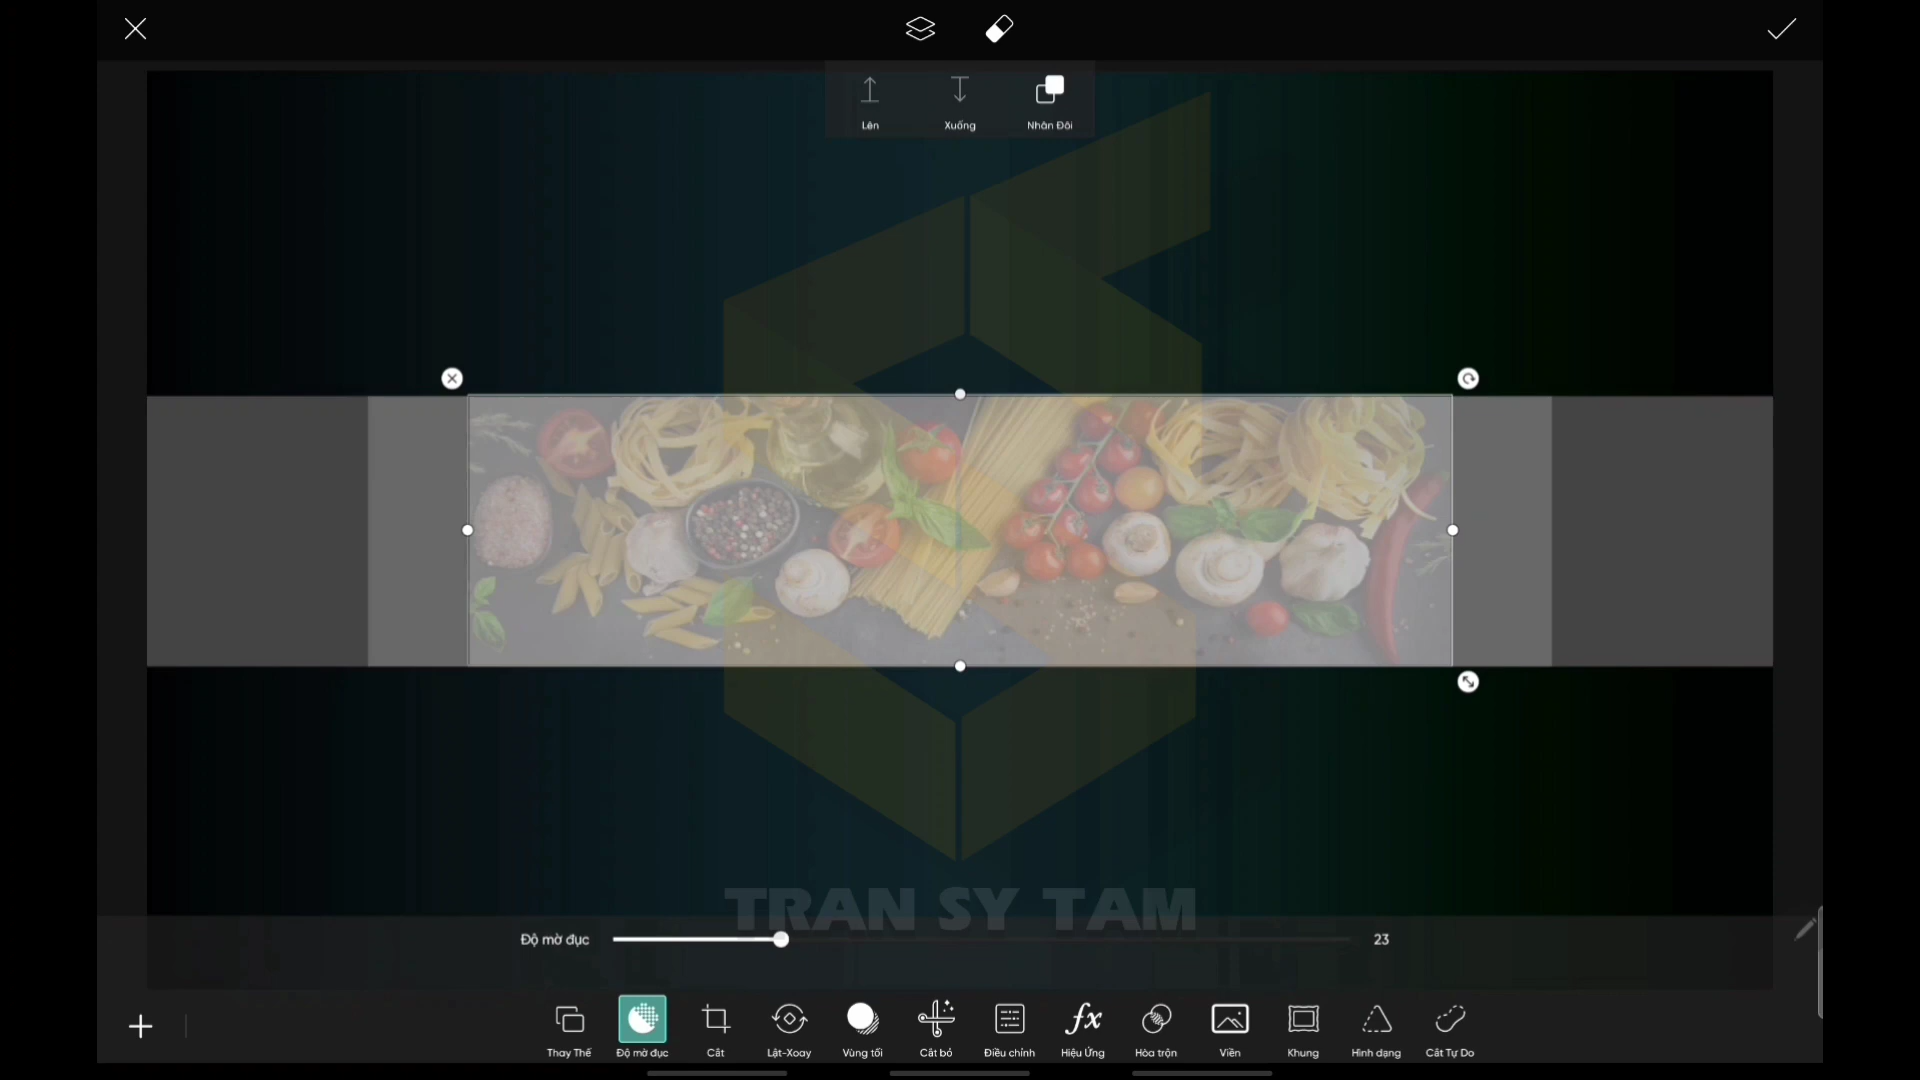 Lên
Xuống
Nhân Đôi
TRAN SY TAM
Độ mờ đục
23
Thay Thế
Độ mờ đục
Cắt
Lật-Xoay
Vùng tối
Cắt bỏ
Điều chỉnh
fx
Hiệu Ứng
Hòa trộn
Viền
Khung
Hình dạng
Cắt Tự Do